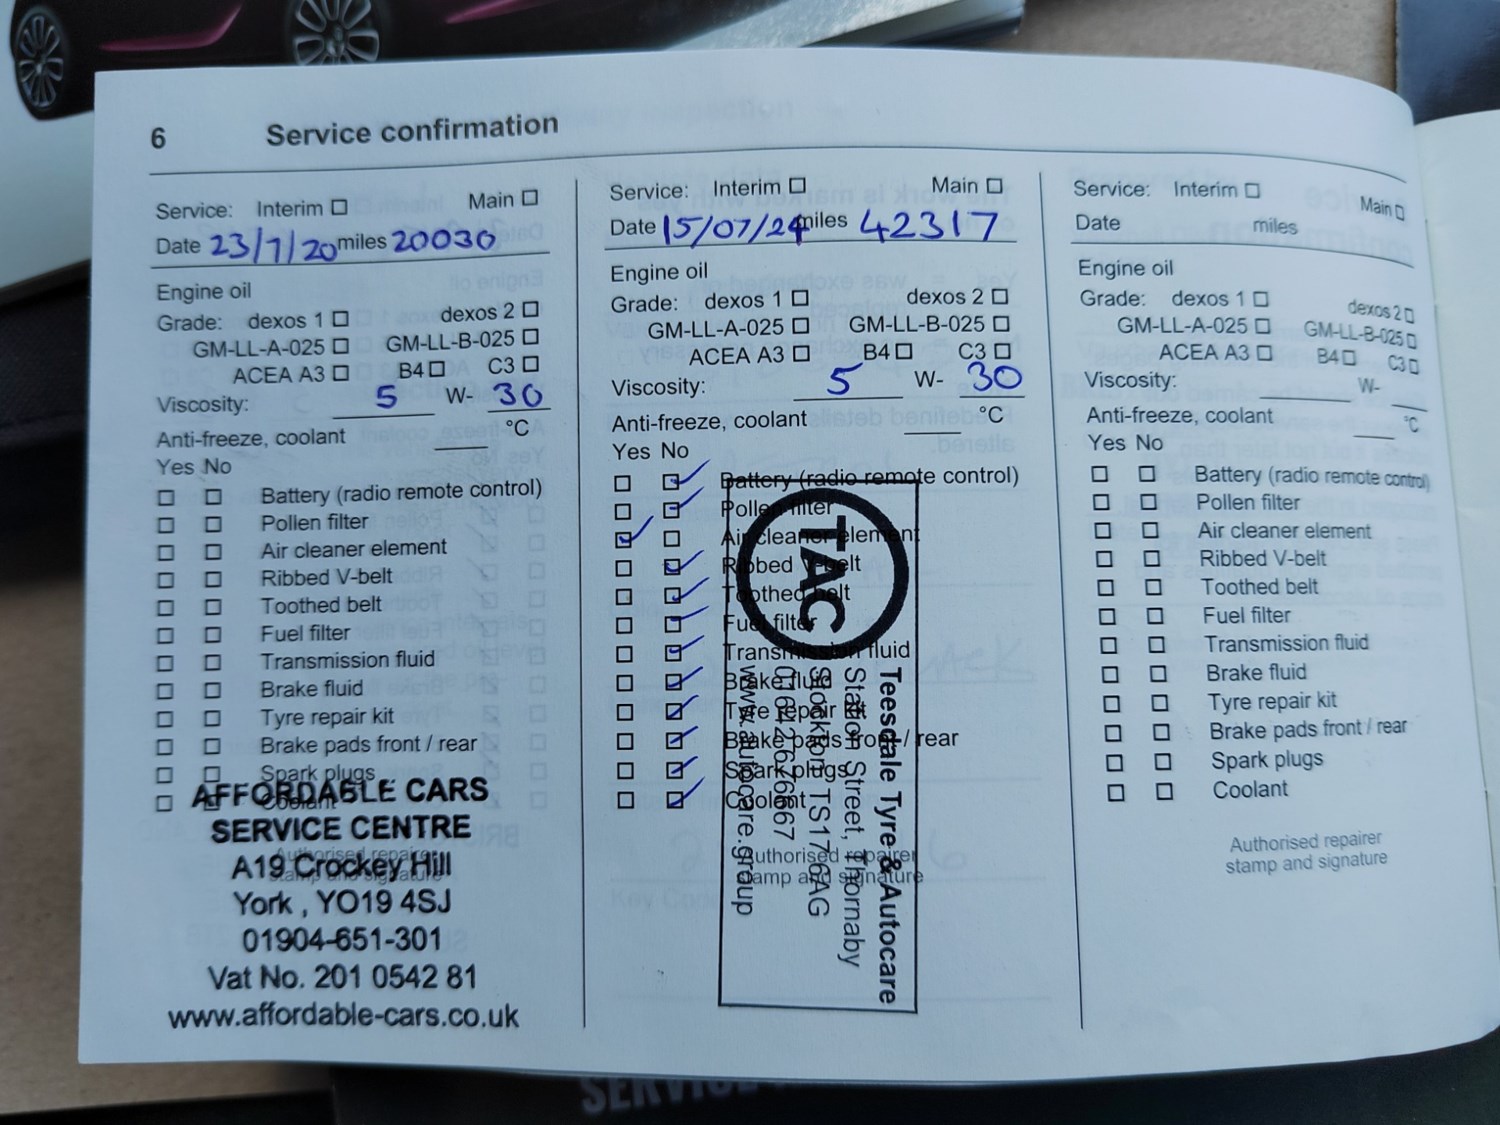 6 Service confirmation
Service: Interim ☐ Main ☐
Date 23/7/20 miles 20030
Engine oil
Grade: dexos 1 ☐ dexos 2 ☐
GM-LL-A-025 ☐ GM-LL-B-025 ☐
ACEA A3 ☐ B4 ☐ C3 ☐
Viscosity: 5 W- 30
Anti-freeze, coolant °C
Yes No
☐ ☐ Battery (radio remote control)
☐ ☐ Pollen filter
☐ ☐ Air cleaner element
☐ ☐ Ribbed V-belt
☐ ☐ Toothed belt
☐ ☐ Fuel filter
☐ ☐ Transmission fluid
☐ ☐ Brake fluid
☐ ☐ Tyre repair kit
☐ ☐ Brake pads front / rear
☐ ☐ Spark plugs
☐ ☐ Coolant
Authorised repairer
stamp and signature
AFFORDABLE CARS
SERVICE CENTRE
A19 Crockey Hill
York , YO19 4SJ
01904-651-301
Vat No. 201 0542 81
www.affordable-cars.co.uk
Service: Interim ☐ Main ☐
Date 15/07/24 miles 42317
Engine oil
Grade: dexos 1 ☐ dexos 2 ☐
GM-LL-A-025 ☐ GM-LL-B-025 ☐
ACEA A3 ☐ B4 ☐ C3 ☐
Viscosity: 5 W- 30
Anti-freeze, coolant °C
Yes No
☐ ☑ Battery (radio remote control)
☐ ☑ Pollen filter
☑ ☐ Air cleaner element
☐ ☑ Ribbed V-belt
☐ ☑ Toothed belt
☐ ☑ Fuel filter
☐ ☑ Transmission fluid
☐ ☑ Brake fluid
☐ ☑ Tyre repair kit
☐ ☑ Brake pads front / rear
☐ ☑ Spark plugs
☐ ☑ Coolant
Authorised repairer
stamp and signature
TAC
Teesdale Tyre & Autocare
Station Street, Thornaby
Stockton TS17 6AG
www.autocare.group
Service: Interim ☐ Main ☐
Date miles
Engine oil
Grade: dexos 1 ☐ dexos 2 ☐
GM-LL-A-025 ☐ GM-LL-B-025 ☐
ACEA A3 ☐ B4 ☐ C3 ☐
Viscosity: W-
Anti-freeze, coolant °C
Yes No
☐ ☐ Battery (radio remote control)
☐ ☐ Pollen filter
☐ ☐ Air cleaner element
☐ ☐ Ribbed V-belt
☐ ☐ Toothed belt
☐ ☐ Fuel filter
☐ ☐ Transmission fluid
☐ ☐ Brake fluid
☐ ☐ Tyre repair kit
☐ ☐ Brake pads front / rear
☐ ☐ Spark plugs
☐ ☐ Coolant
Authorised repairer
stamp and signature
SERVICE